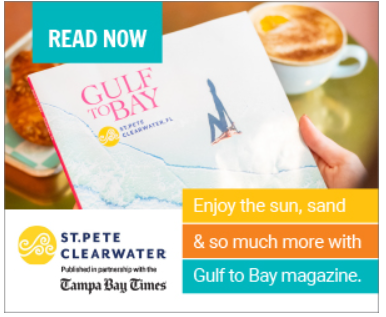 READ NOW
GULF
TO BAY
ST.PETE
CLEARWATER.FL
Enjoy the sun, sand
& so much more with
Gulf to Bay magazine.
ST.PETE
CLEARWATER
Published in partnership with the
Tampa Bay Times